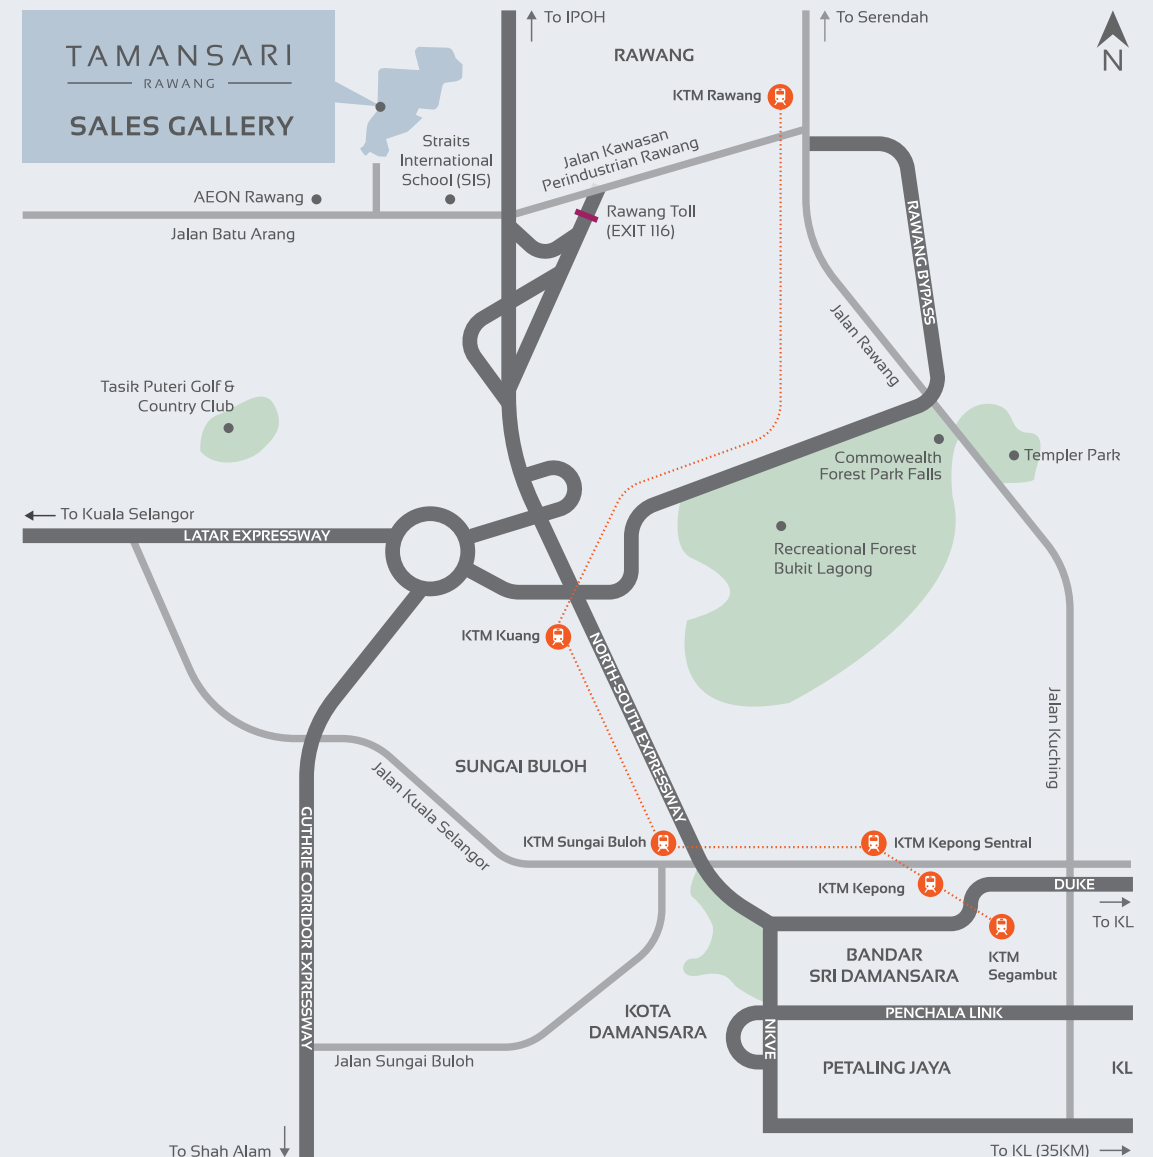 To IPOH
To Serendah
TAMANSARI
RAWANG
SALES GALLERY
RAWANG
N
KTM Rawang
Straits
International
School (SIS)
Jalan Kawasan
Perindustrian Rawang
AEON Rawang
Rawang Toll
(EXIT 116)
Jalan Batu Arang
RAWANG BYPASS
Jalan Rawang
Tasik Puteri Golf &
Country Club
Commowealth
Forest Park Falls
Templer Park
To Kuala Selangor
LATAR EXPRESSWAY
Recreational Forest
Bukit Lagong
KTM Kuang
NORTH-SOUTH EXPRESSWAY
Jalan Kuching
SUNGAI BULOH
Jalan Kuala Selangor
GUTHRIE CORRIDOR EXPRESSWAY
KTM Sungai Buloh
KTM Kepong Sentral
KTM Kepong
DUKE
To KL
BANDAR
SRI DAMANSARA
KTM
Segambut
KOTA
DAMANSARA
PENCHALA LINK
NKVE
Jalan Sungai Buloh
PETALING JAYA
KL
To Shah Alam
To KL (35KM)